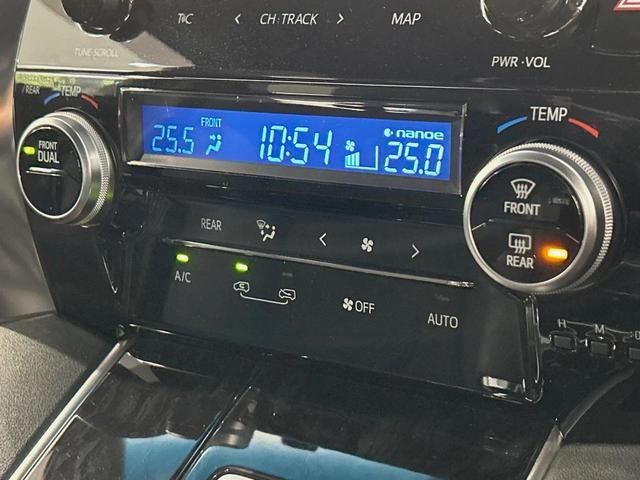 TC < CH·TRACK > MAP
TUNE·SCROLL
PWR·VOL
/REAR TEMP
TEMP
FRONT
DUAL
25.5 FRONT 10:54 nanoe 25.0
FRONT
REAR
REAR < >
A/C
OFF
AUTO
H M